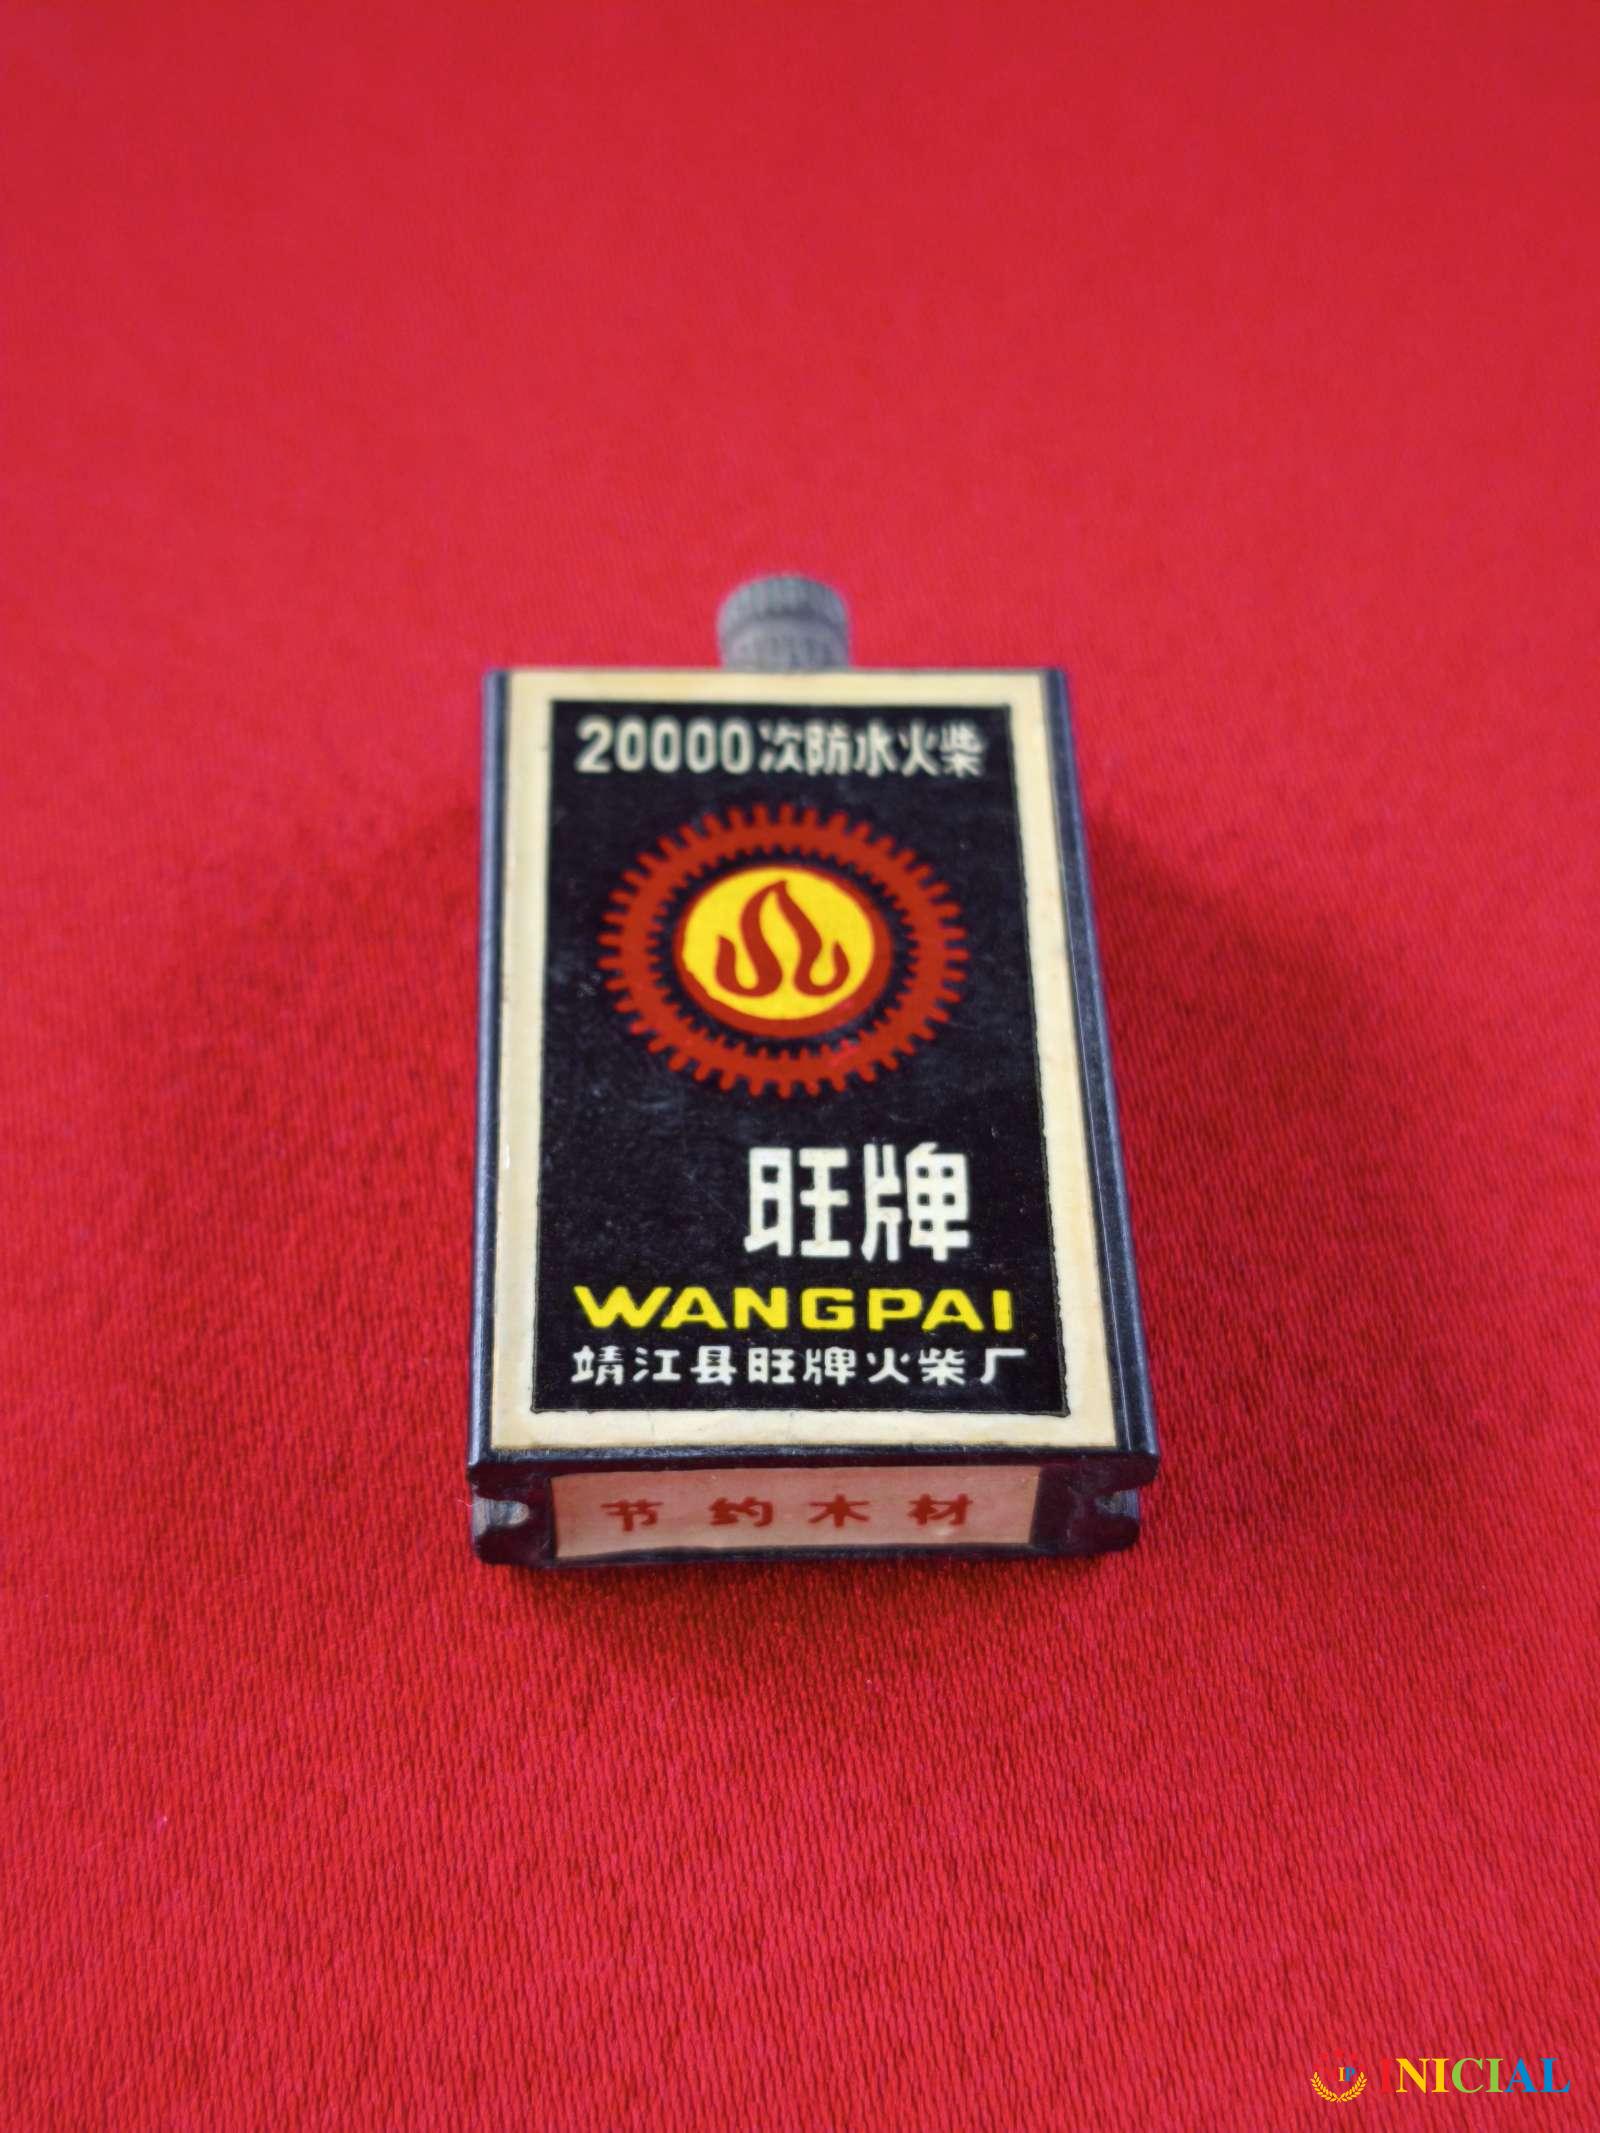 20000次防水火柴
旺牌
WANGPAI
靖江县旺牌火柴厂
节约木材
IP INICIAL